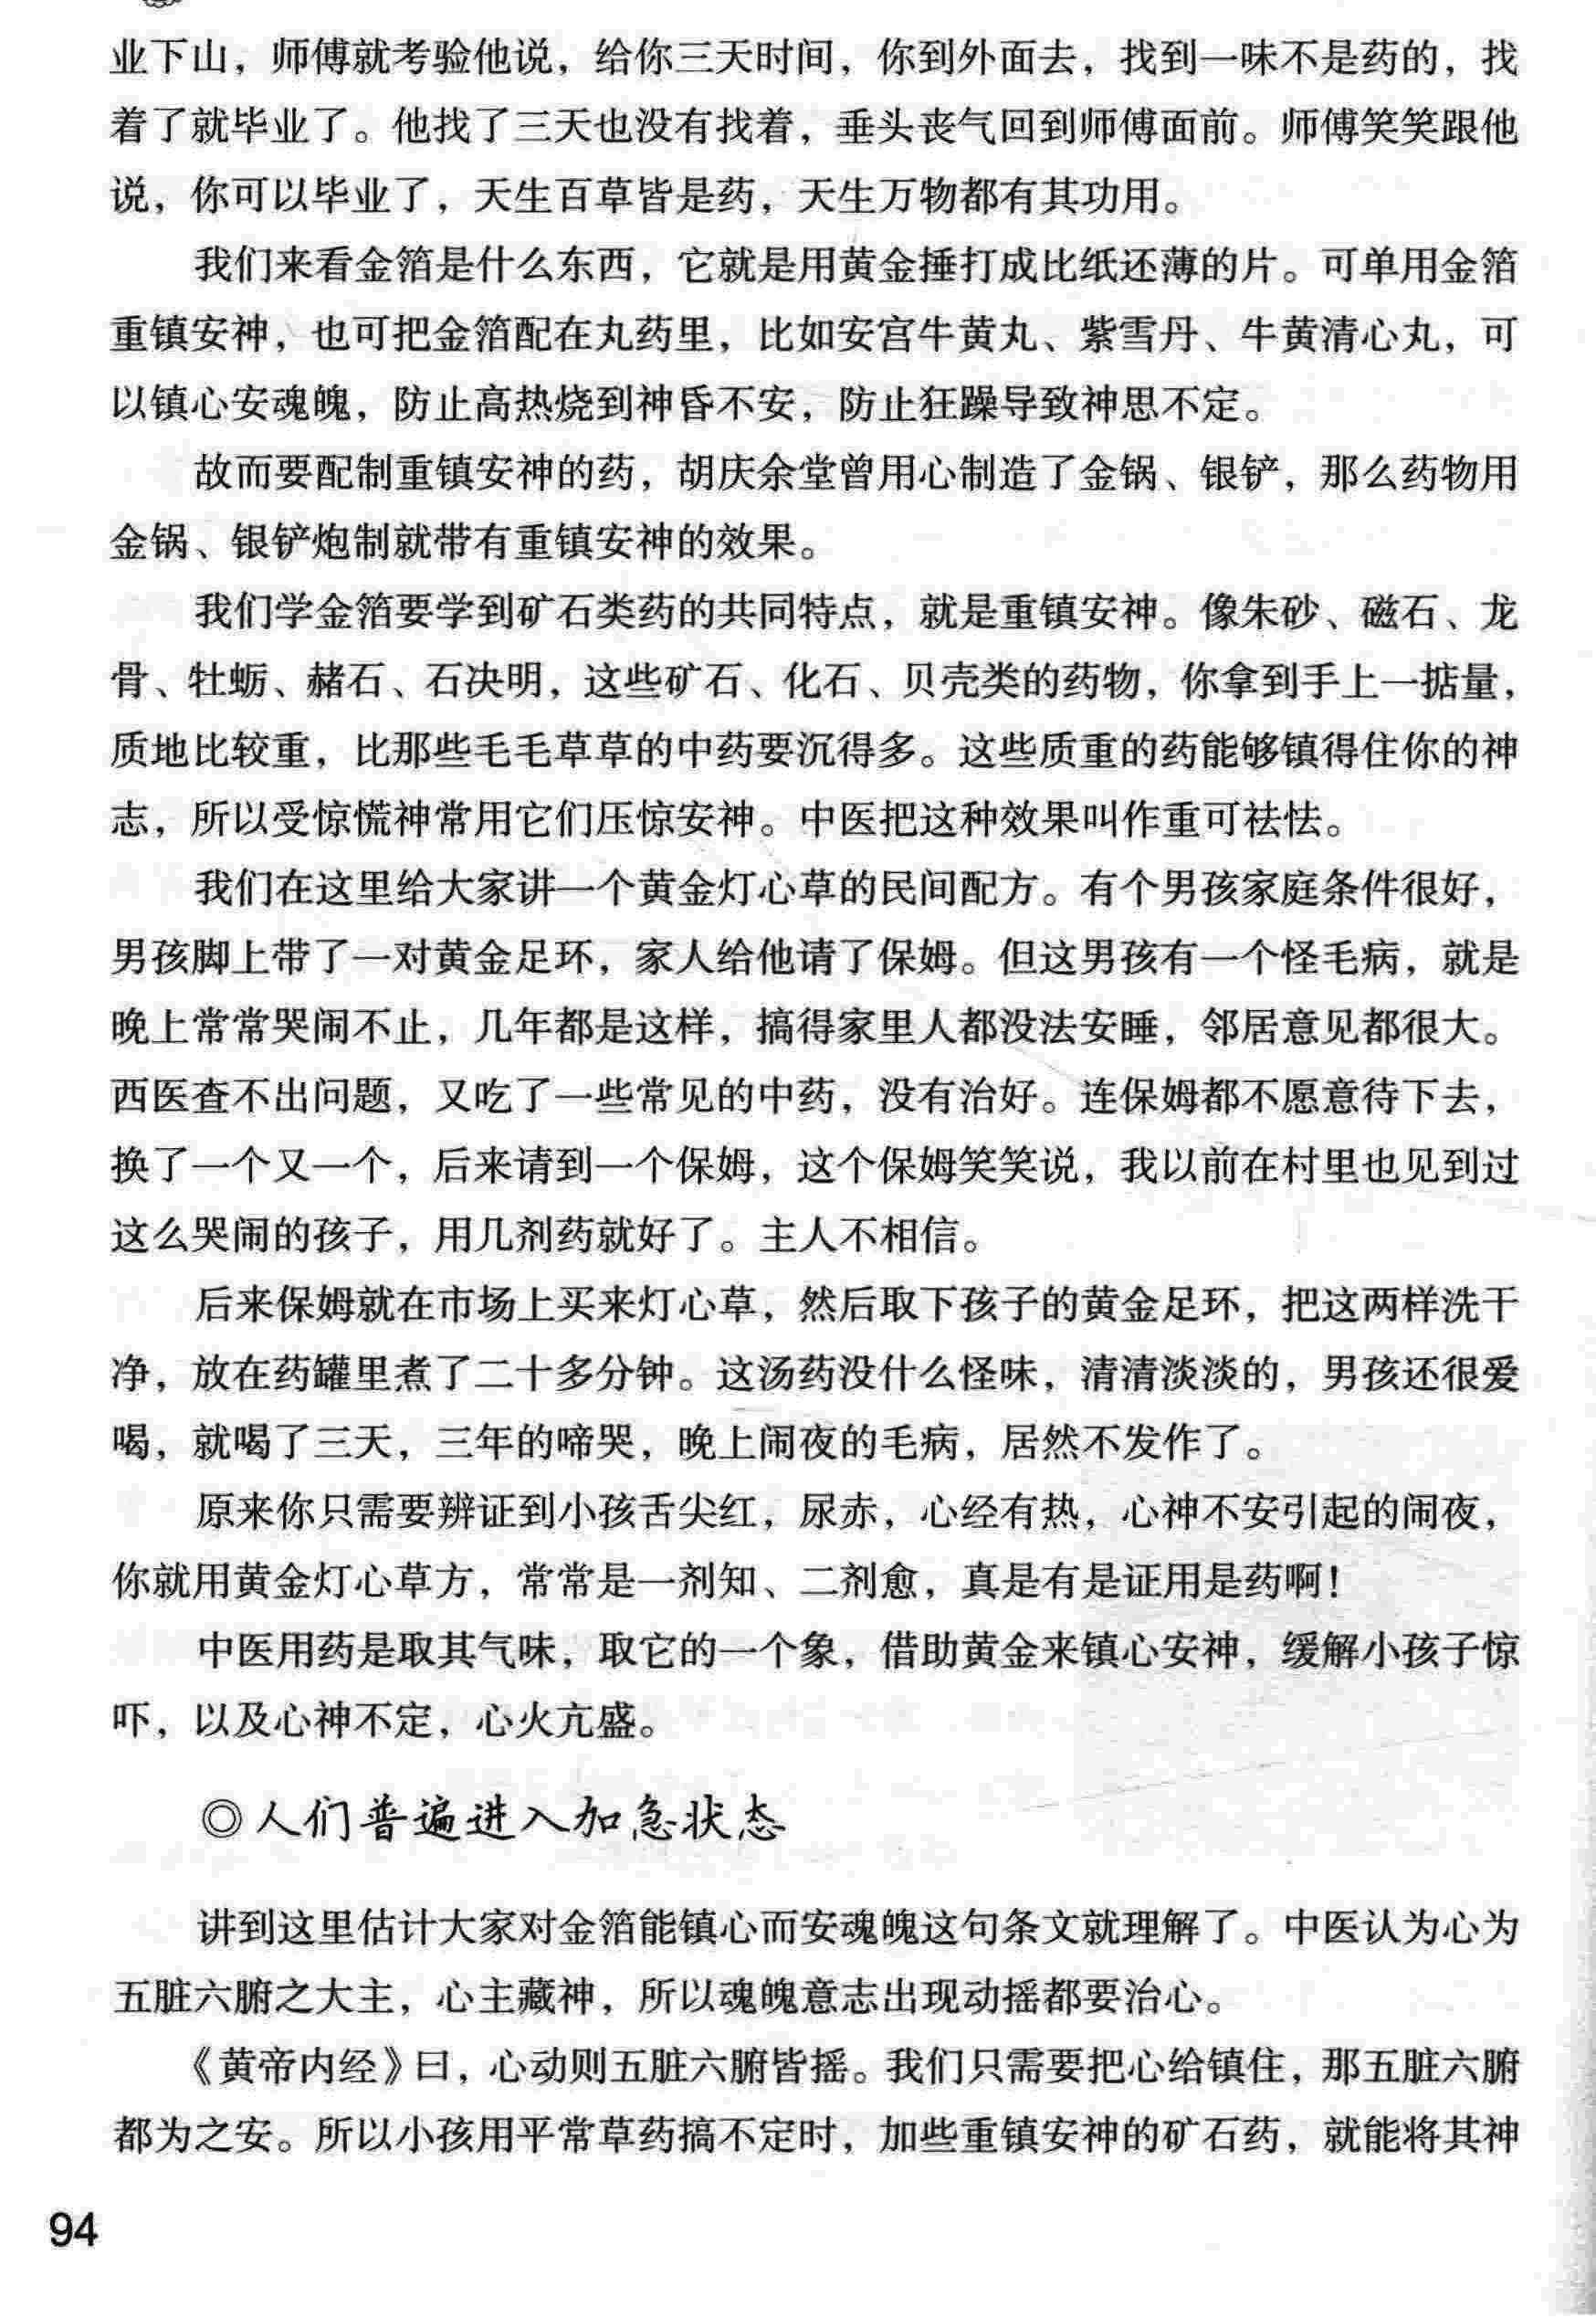 业下山，师傅就考验他说，给你三天时间，你到外面去，找到一味不是药的，找
着了就毕业了。他找了三天也没有找着，垂头丧气回到师傅面前。师傅笑笑跟他
说，你可以毕业了，天生百草皆是药，天生万物都有其功用。
我们来看金箔是什么东西，它就是用黄金捶打成比纸还薄的片。可单用金箔
重镇安神，也可把金箔配在丸药里，比如安宫牛黄丸、紫雪丹、牛黄清心丸，可
以镇心安魂魄，防止高热烧到神昏不安，防止狂躁导致神思不定。
故而要配制重镇安神的药，胡庆余堂曾用心制造了金锅、银铲，那么药物用
金锅、银铲炮制就带有重镇安神的效果。
我们学金箔要学到矿石类药的共同特点，就是重镇安神。像朱砂、磁石、龙
骨、牡蛎、赭石、石决明，这些矿石、化石、贝壳类的药物，你拿到手上一掂量，
质地比较重，比那些毛毛草草的中药要沉得多。这些质重的药能够镇得住你的神
志，所以受惊慌神常用它们压惊安神。中医把这种效果叫作重可祛怯。
我们在这里给大家讲一个黄金灯心草的民间配方。有个男孩家庭条件很好，
男孩脚上带了一对黄金足环，家人给他请了保姆。但这男孩有一个怪毛病，就是
晚上常常哭闹不止，几年都是这样，搞得家里人都没法安睡，邻居意见都很大。
西医查不出问题，又吃了一些常见的中药，没有治好。连保姆都不愿意待下去，
换了一个又一个，后来请到一个保姆，这个保姆笑笑说，我以前在村里也见到过
这么哭闹的孩子，用几剂药就好了。主人不相信。
后来保姆就在市场上买来灯心草，然后取下孩子的黄金足环，把这两样洗干
净，放在药罐里煮了二十多分钟。这汤药没什么怪味，清清淡淡的，男孩还很爱
喝，就喝了三天，三年的啼哭，晚上闹夜的毛病，居然不发作了。
原来你只需要辨证到小孩舌尖红，尿赤，心经有热，心神不安引起的闹夜，
你就用黄金灯心草方，常常是一剂知、二剂愈，真是有是证用是药啊！
中医用药是取其气味，取它的一个象，借助黄金来镇心安神，缓解小孩子惊
吓，以及心神不定，心火亢盛。
◎人们普遍进入加急状态
讲到这里估计大家对金箔能镇心而安魂魄这句条文就理解了。中医认为心为
五脏六腑之大主，心主藏神，所以魂魄意志出现动摇都要治心。
《黄帝内经》曰，心动则五脏六腑皆摇。我们只需要把心给镇住，那五脏六腑
都为之安。所以小孩用平常草药搞不定时，加些重镇安神的矿石药，就能将其神
94